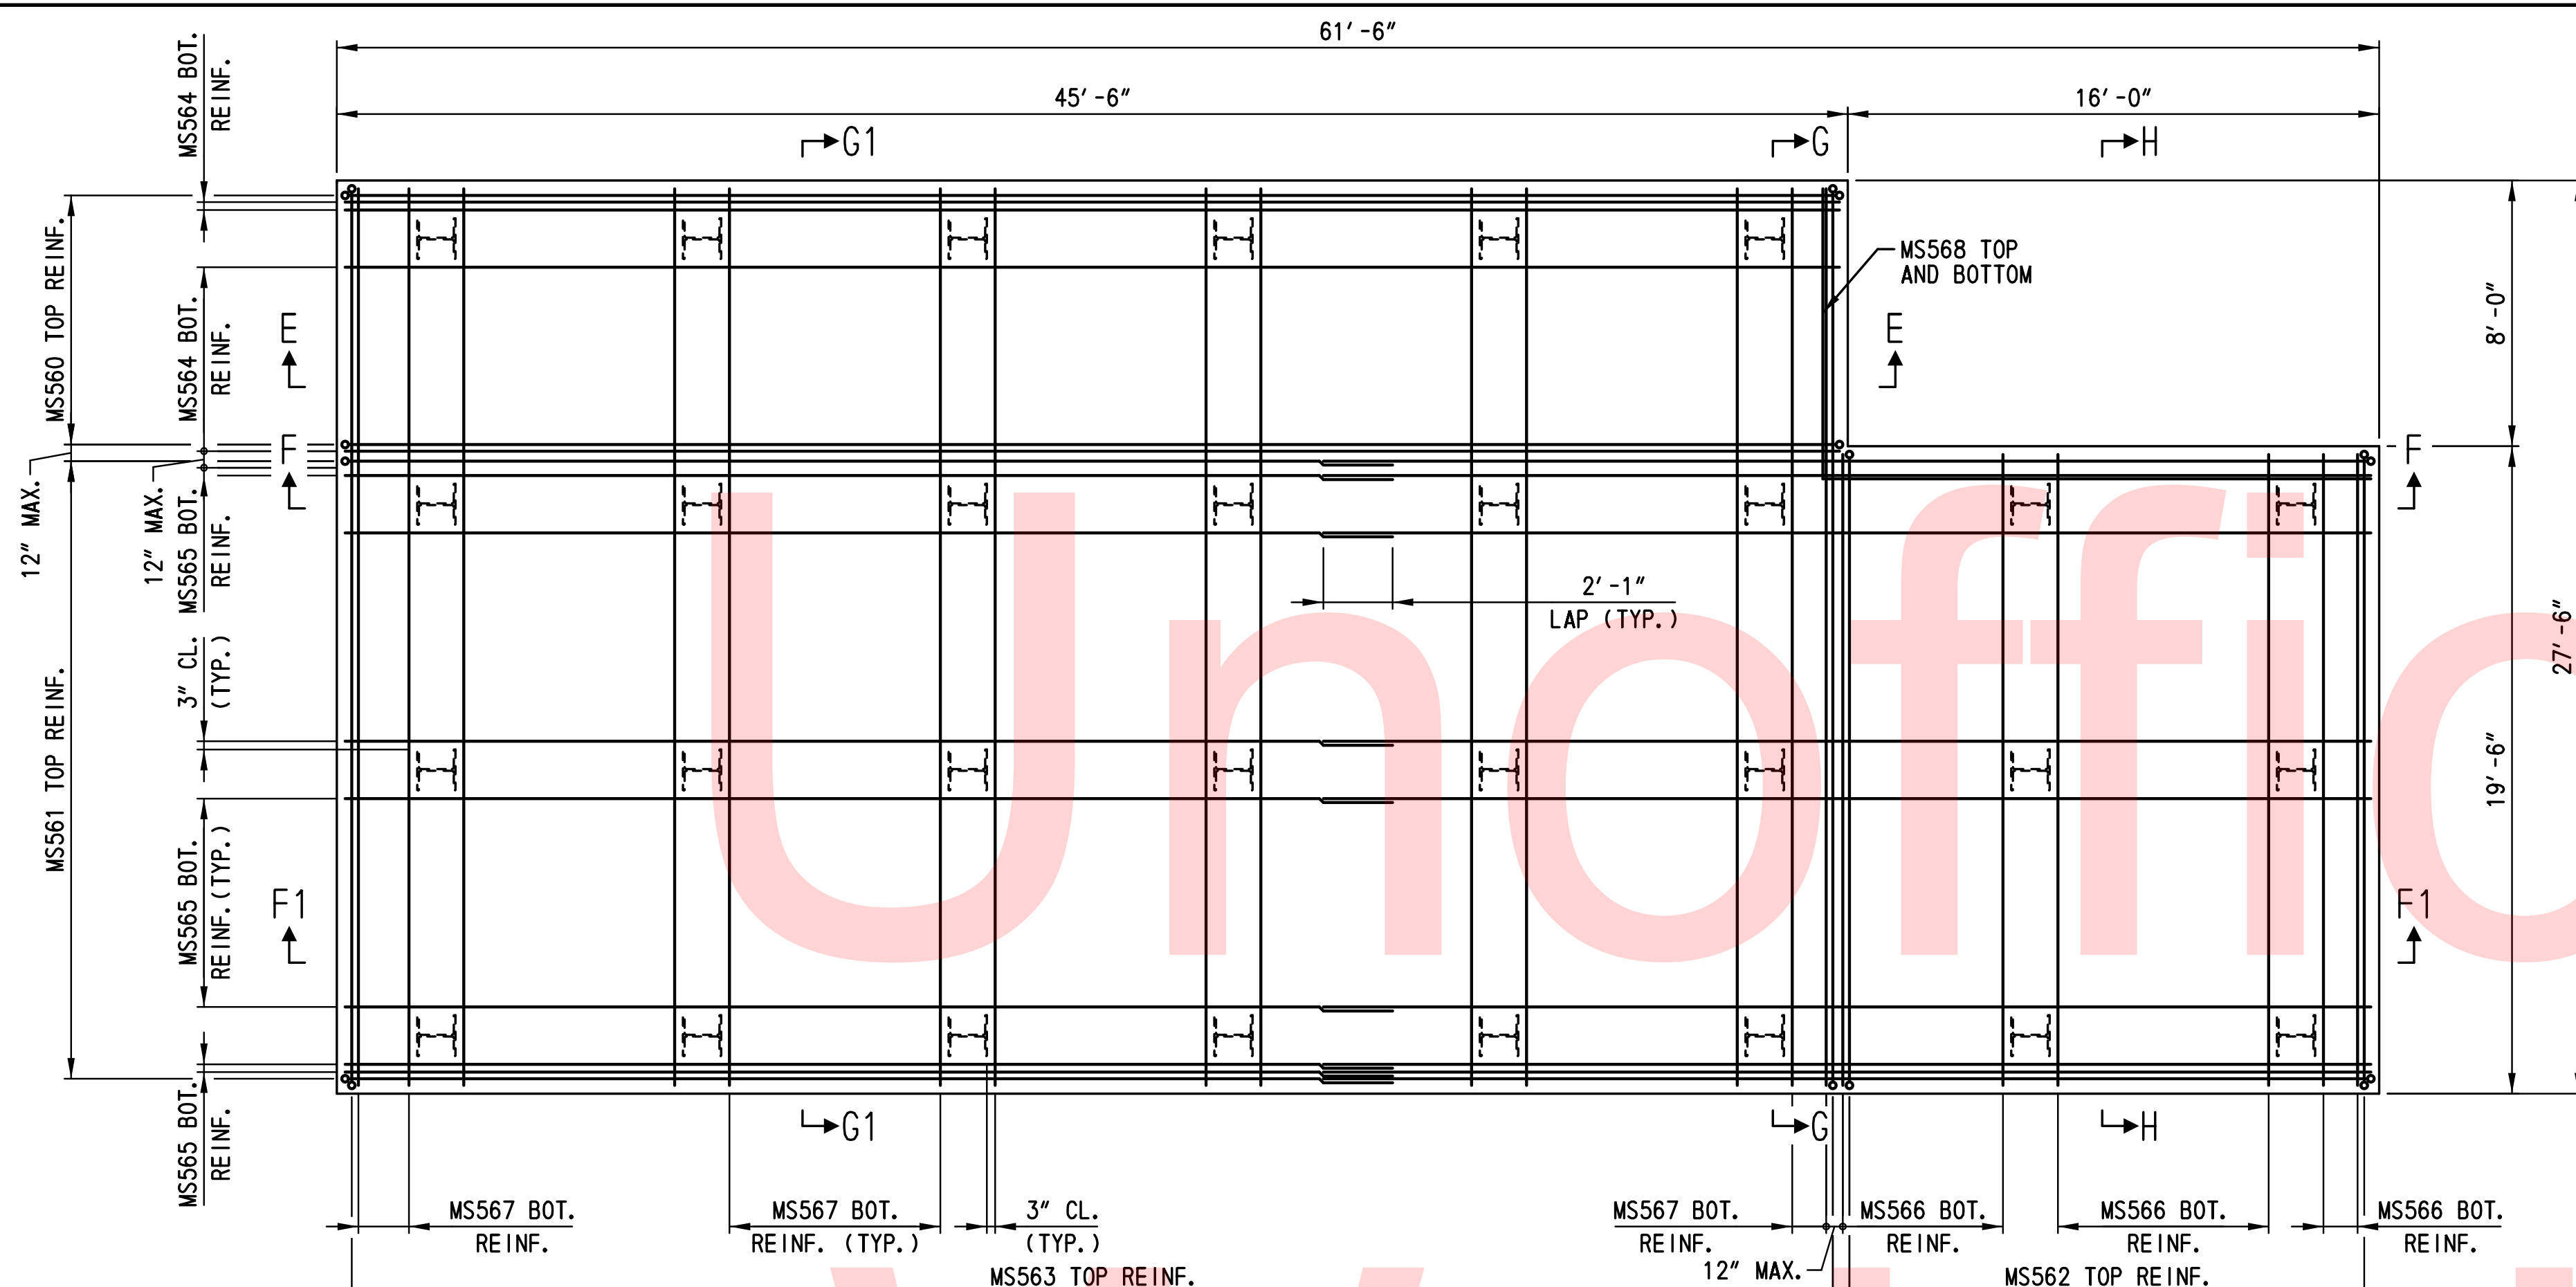 61'-6"
45'-6"
16'-0"
G1
G
H
MS564 BOT.
REINF.
MS560 TOP REINF.
MS564 BOT.
REINF.
E
MS568 TOP
AND BOTTOM
E
8'-0"
F
F
12" MAX.
12" MAX.
MS565 BOT.
REINF.
2'-1"
LAP (TYP.)
27'-6"
3" CL.
(TYP.)
MS561 TOP REINF.
19'-6"
MS565 BOT.
REINF.(TYP.)
F1
F1
MS565 BOT.
REINF.
G1
G
H
MS567 BOT.
REINF.
MS567 BOT.
REINF. (TYP.)
3" CL.
(TYP.)
MS567 BOT.
REINF.
12" MAX.
MS566 BOT.
REINF.
MS566 BOT.
REINF.
MS566 BOT.
REINF.
MS563 TOP REINF.
MS562 TOP REINF.